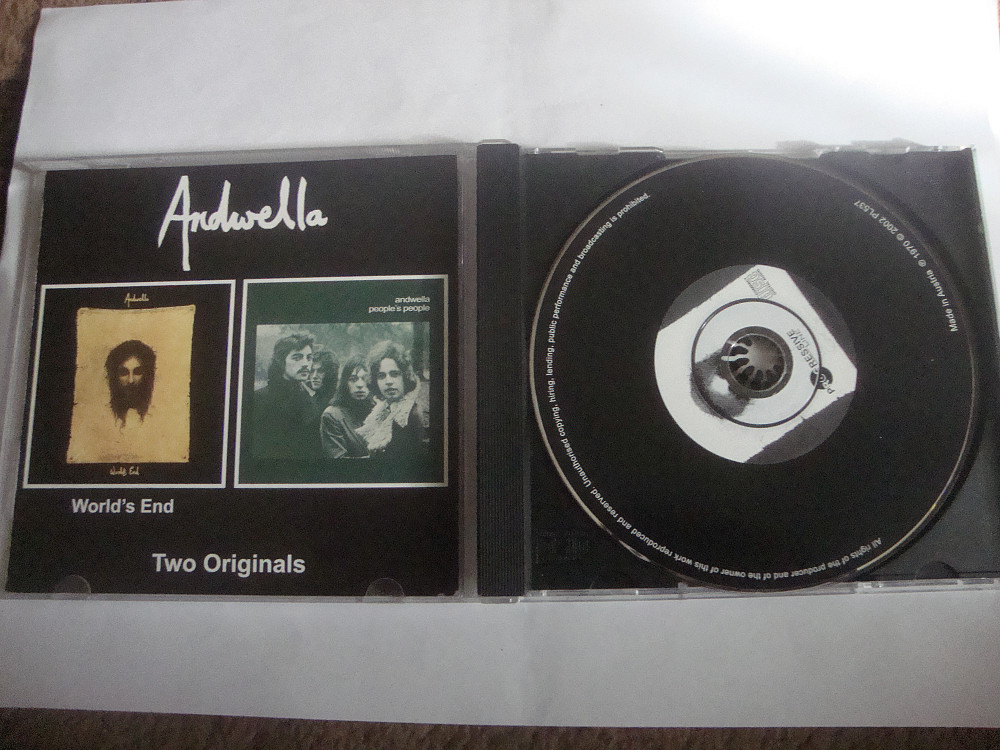 Andwella
Andwella
World's End
andwella
people's people
World's End
Two Originals
All rights of the producer and of the owner of this work reproduced and reserved. Unauthorised copying, hiring, lending, public performance and broadcasting is prohibited.
Made in Austria ℗ 1970 © 2002 PL537
PROGRESSIVE
LINE